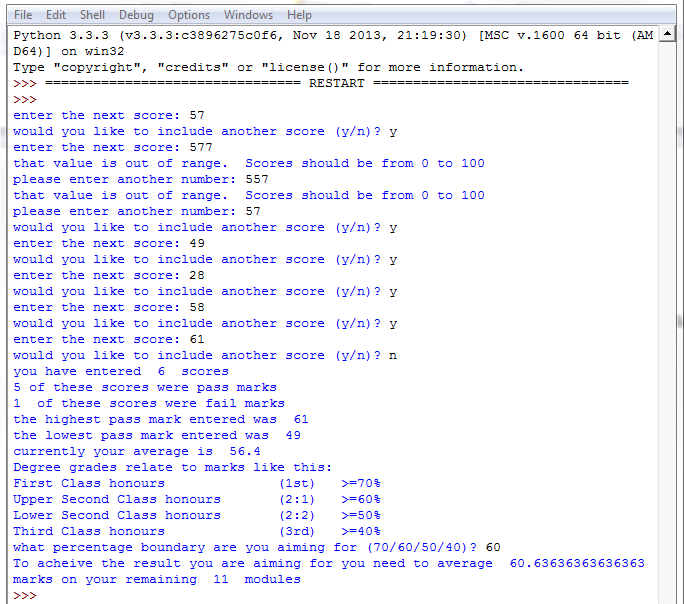 File Edit Shell Debug Options Windows Help
Python 3.3.3 (v3.3.3:c3896275c0f6, Nov 18 2013, 21:19:30) [MSC v.1600 64 bit (AM
D64)] on win32
Type "copyright", "credits" or "license()" for more information.
>>> ================================ RESTART ================================
>>>
enter the next score: 57
would you like to include another score (y/n)? y
enter the next score: 577
that value is out of range.  Scores should be from 0 to 100
please enter another number: 557
that value is out of range.  Scores should be from 0 to 100
please enter another number: 57
would you like to include another score (y/n)? y
enter the next score: 49
would you like to include another score (y/n)? y
enter the next score: 28
would you like to include another score (y/n)? y
enter the next score: 58
would you like to include another score (y/n)? y
enter the next score: 61
would you like to include another score (y/n)? n
you have entered  6  scores
5 of these scores were pass marks
1  of these scores were fail marks
the highest pass mark entered was  61
the lowest pass mark entered was  49
currently your average is  56.4
Degree grades relate to marks like this:
First Class honours (1st) >=70%
Upper Second Class honours (2:1) >=60%
Lower Second Class honours (2:2) >=50%
Third Class honours (3rd) >=40%
what percentage boundary are you aiming for (70/60/50/40)? 60
To acheive the result you are aiming for you need to average  60.63636363636363
marks on your remaining  11  modules
>>>